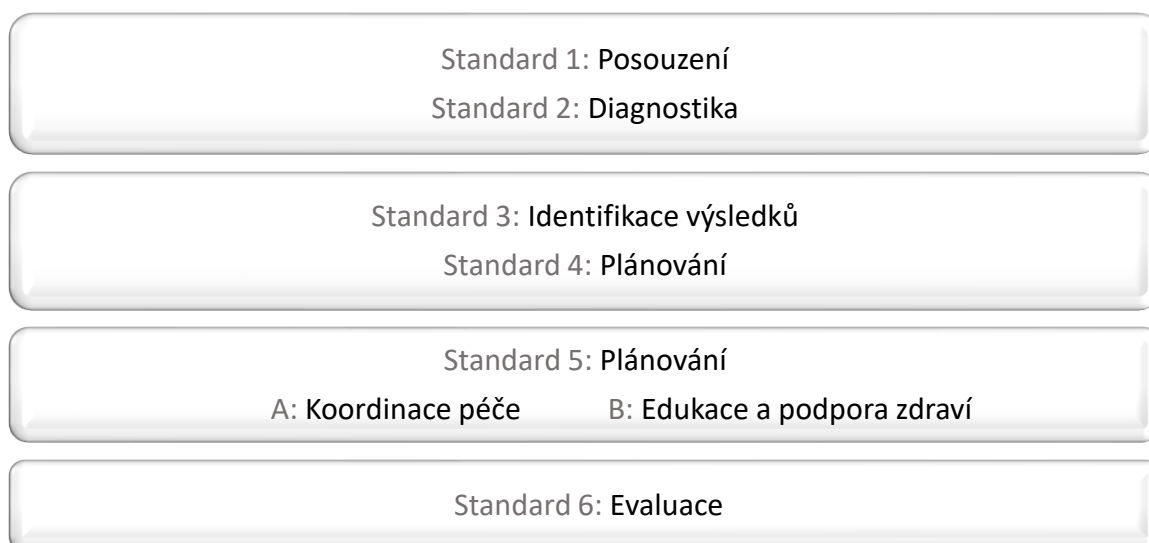 Standard 1: Posouzení
Standard 2: Diagnostika
Standard 3: Identifikace výsledků
Standard 4: Plánování
Standard 5: Plánování
A: Koordinace péče B: Edukace a podpora zdraví
Standard 6: Evaluace